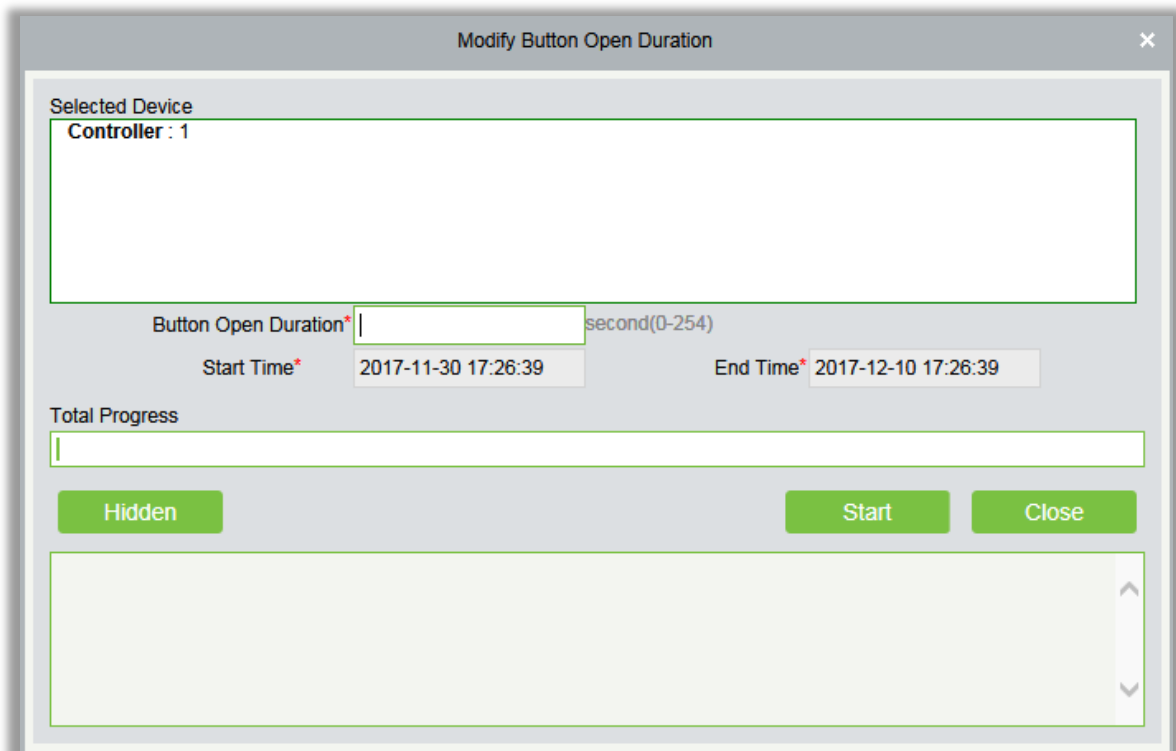 Modify Button Open Duration ×
Selected Device
Controller : 1
Button Open Duration* second(0-254)
Start Time* 2017-11-30 17:26:39 End Time* 2017-12-10 17:26:39
Total Progress
Hidden Start Close